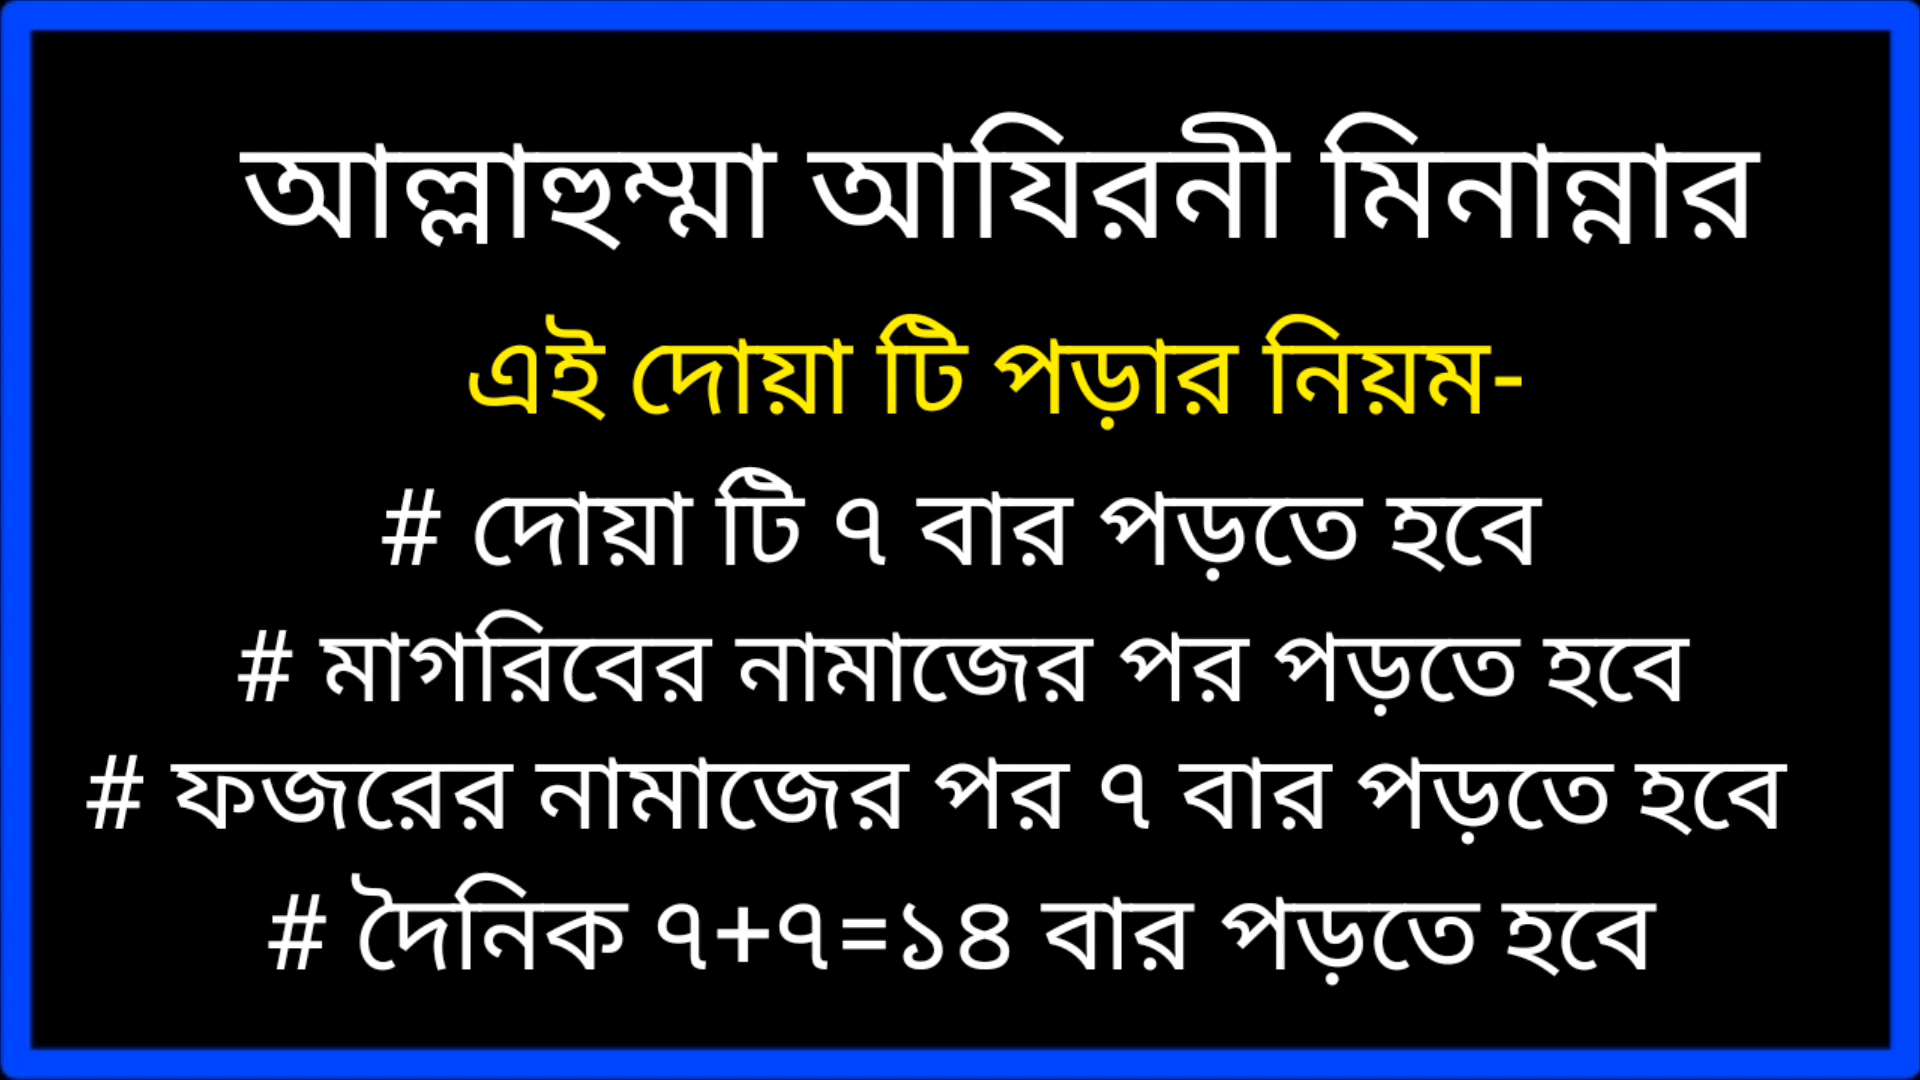 আল্লাহুম্মা আযিরনী মিনান্নার
এই দোয়া টি পড়ার নিয়ম-
# দোয়া টি ৭ বার পড়তে হবে
# মাগরিবের নামাজের পর পড়তে হবে
# ফজরের নামাজের পর ৭ বার পড়তে হবে
# দৈনিক ৭+৭=১৪ বার পড়তে হবে